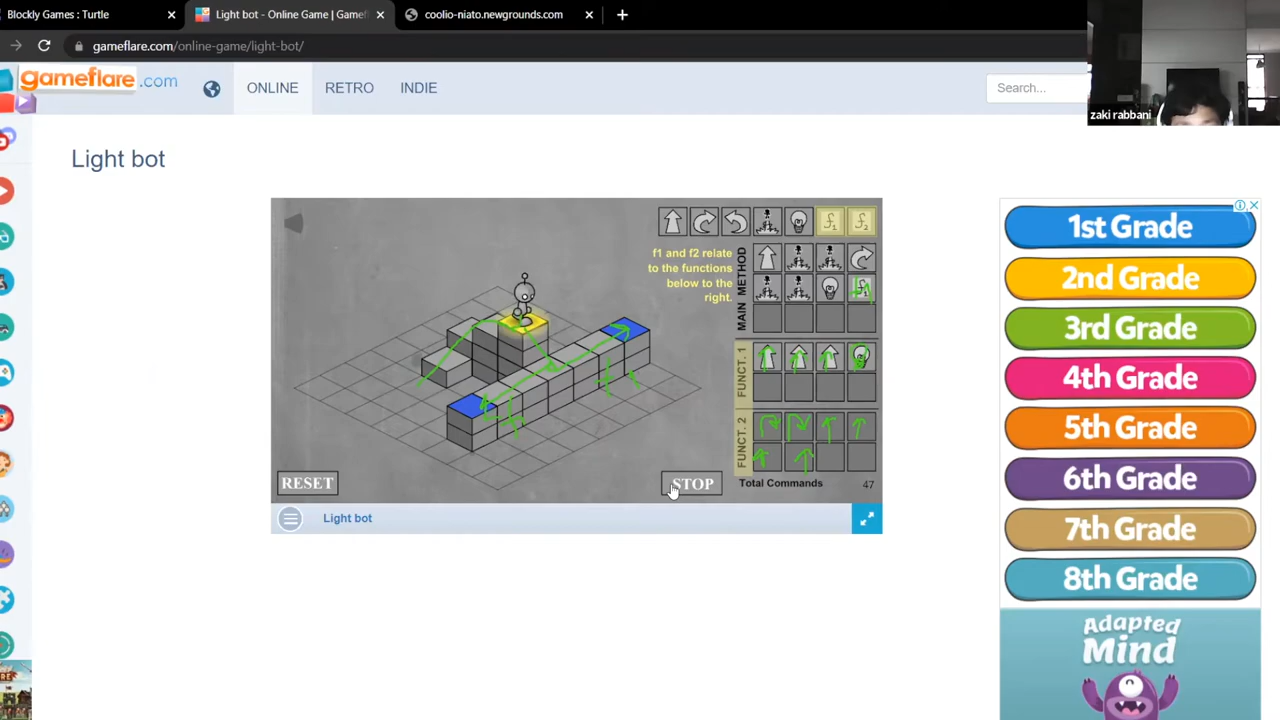 Blockly Games : Turtle
Light bot - Online Game | Gamefl
coolio-niato.newgrounds.com
gameflare.com/online-game/light-bot/
gameflare.com
ONLINE
RETRO
INDIE
Search...
zaki rabbani
Light bot
f1 and f2 relate
to the functions
below to the
right.
MAIN METHOD
FUNCT. 1
FUNCT. 2
RESET
STOP
Total Commands
47
Light bot
1st Grade
2nd Grade
3rd Grade
4th Grade
5th Grade
6th Grade
7th Grade
8th Grade
Adapted
Mind